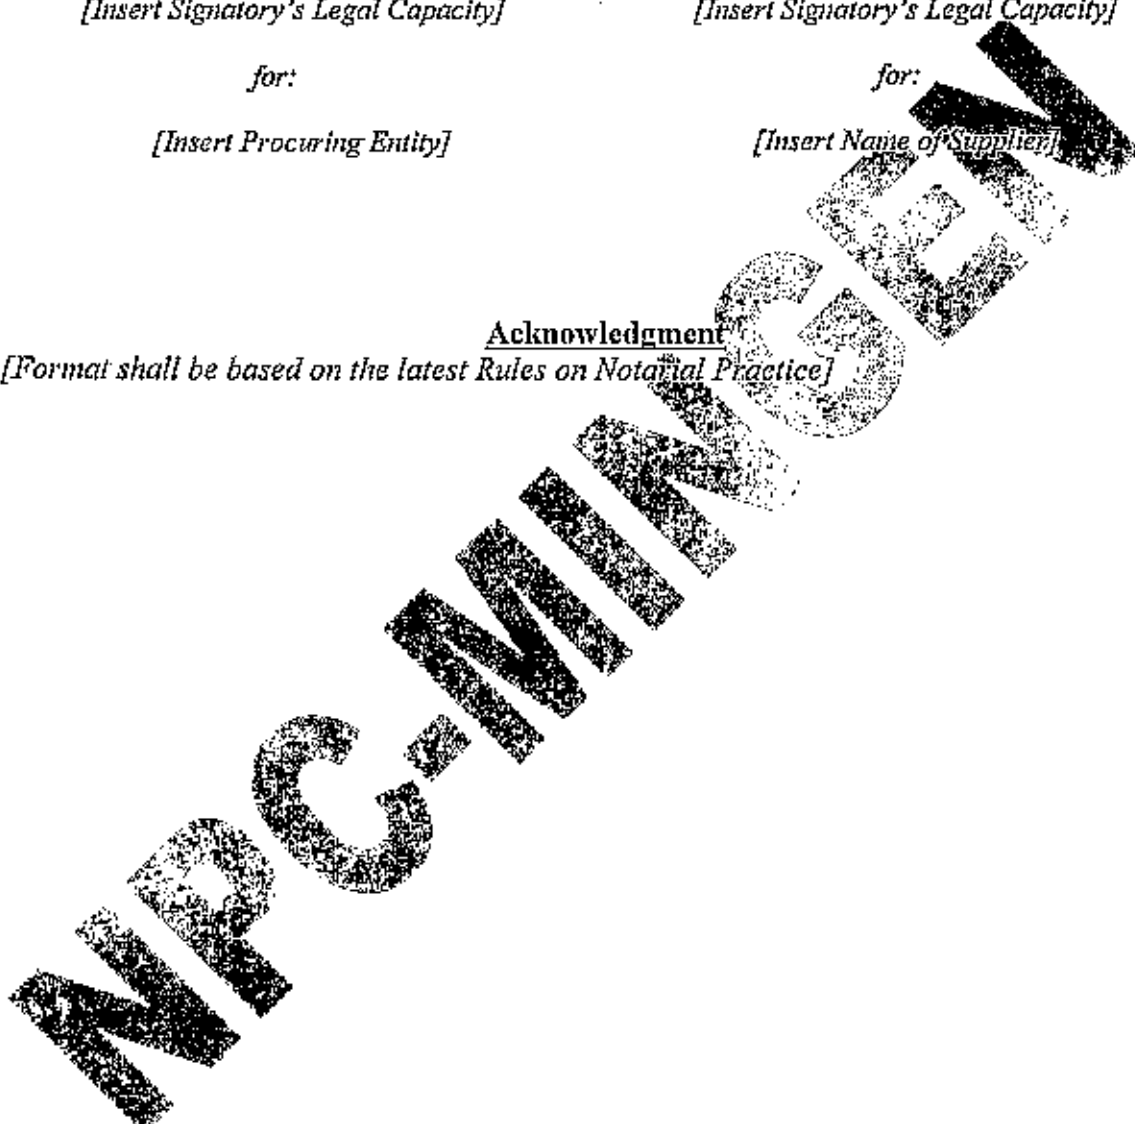 [Insert Signatory's Legal Capacity] [Insert Signatory's Legal Capacity]
for: for:
[Insert Procuring Entity] [Insert Name of Supplier]
Acknowledgment
[Format shall be based on the latest Rules on Notarial Practice]
NPC-MINGEN